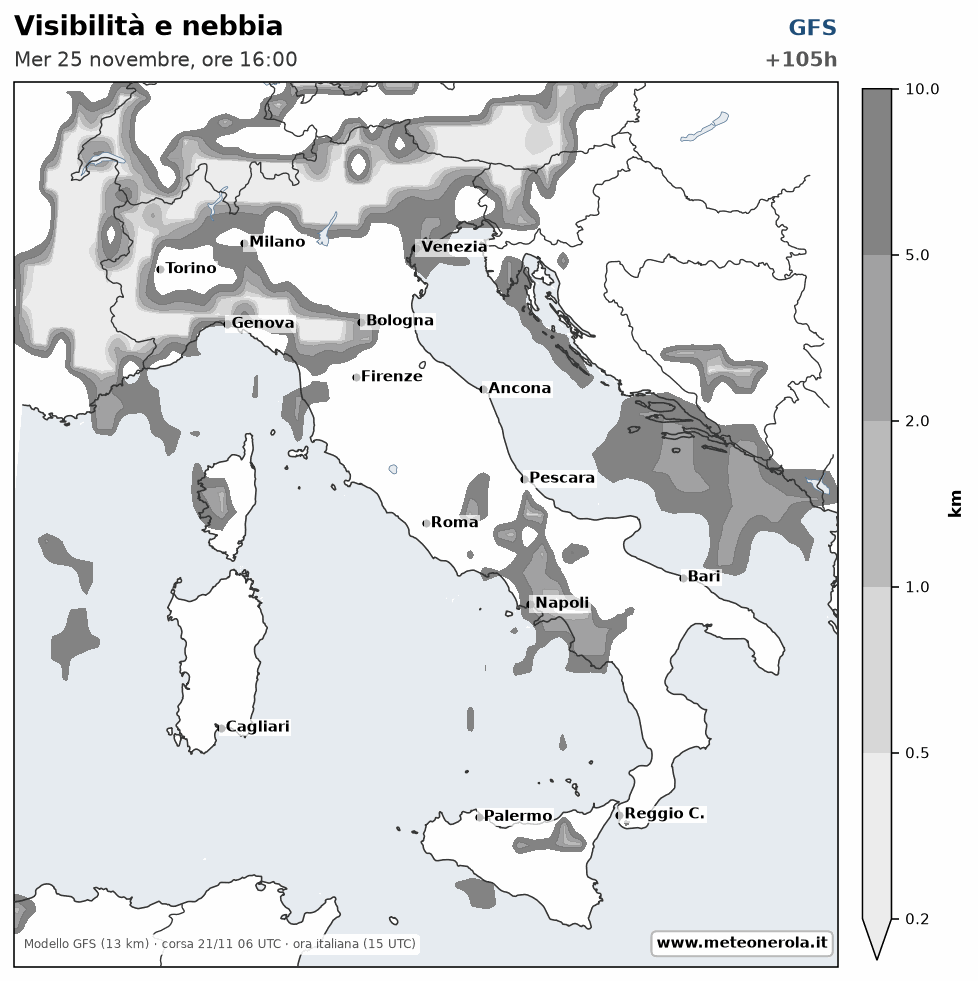 Visibilità e nebbia
GFS
Mer 25 novembre, ore 16:00
+105h
10.0
5.0
2.0
1.0
0.5
0.2
km
Milano
Venezia
Torino
Genova
Bologna
Firenze
Ancona
Pescara
Roma
Bari
Napoli
Cagliari
Palermo
Reggio C.
Modello GFS (13 km) · corsa 21/11 06 UTC · ora italiana (15 UTC)
www.meteonerola.it